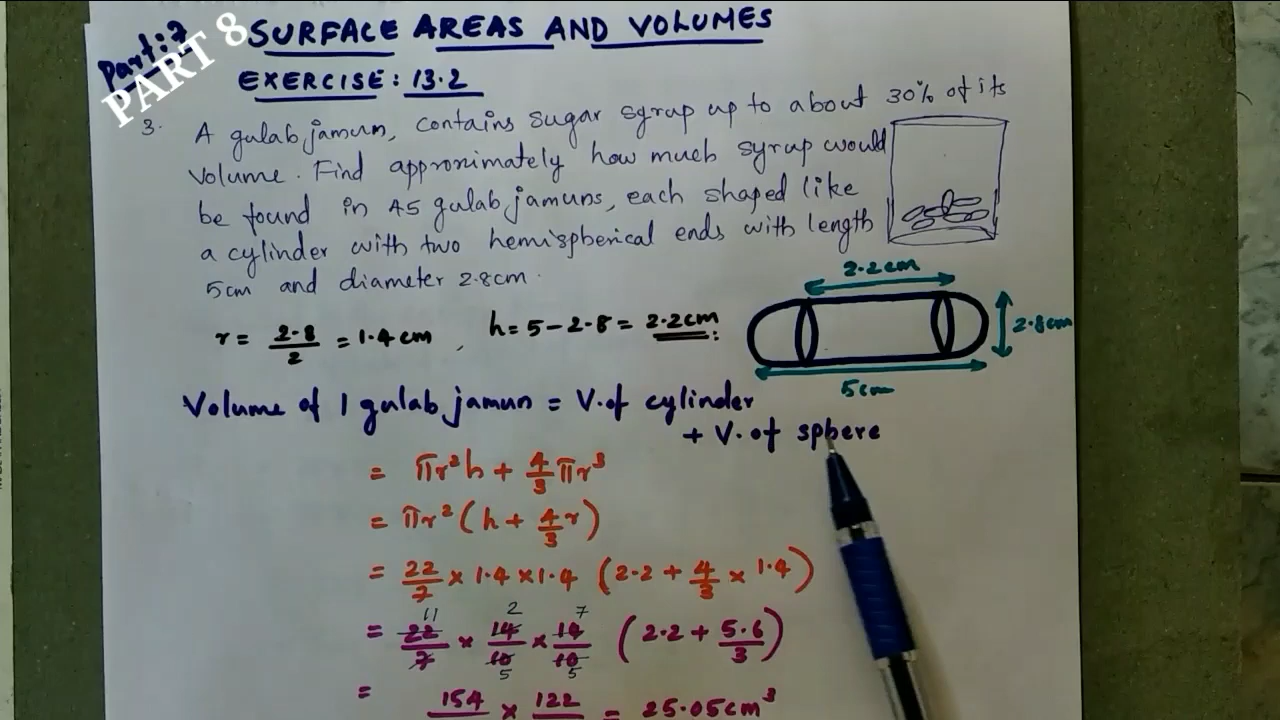 Part:7
PART 8
SURFACE AREAS AND VOLUMES
EXERCISE: 13.2
3. A gulab jamun, contains sugar syrup up to about 30% of its
volume. Find approximately how much syrup would
be found in 45 gulab jamuns, each shaped like
a cylinder with two hemispherical ends with length
5cm and diameter 2.8cm.
2.2cm
2.8cm
5cm
r = 2.8/2 = 1.4cm, h = 5 - 2.8 = 2.2cm
Volume of 1 gulab jamun = V. of cylinder
+ V. of sphere
= πr²h + 4/3 πr³
= πr² (h + 4/3 r)
= 22/7 × 1.4 × 1.4 (2.2 + 4/3 × 1.4)
11 2 7
= 22/7 × 14/10 × 14/10 (2.2 + 5.6/3)
5 5
= 154 × 122 = 25.05cm³